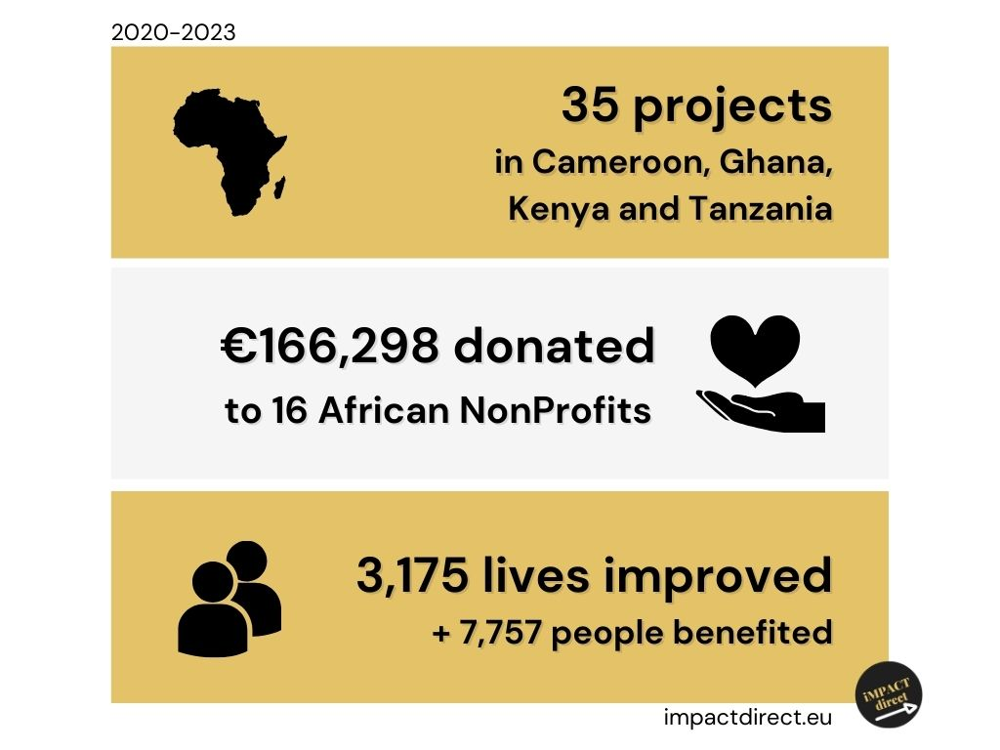 2020-2023
35 projects
in Cameroon, Ghana,
Kenya and Tanzania
€166,298 donated
to 16 African NonProfits
3,175 lives improved
+ 7,757 people benefited
impactdirect.eu
iMPACT
direct